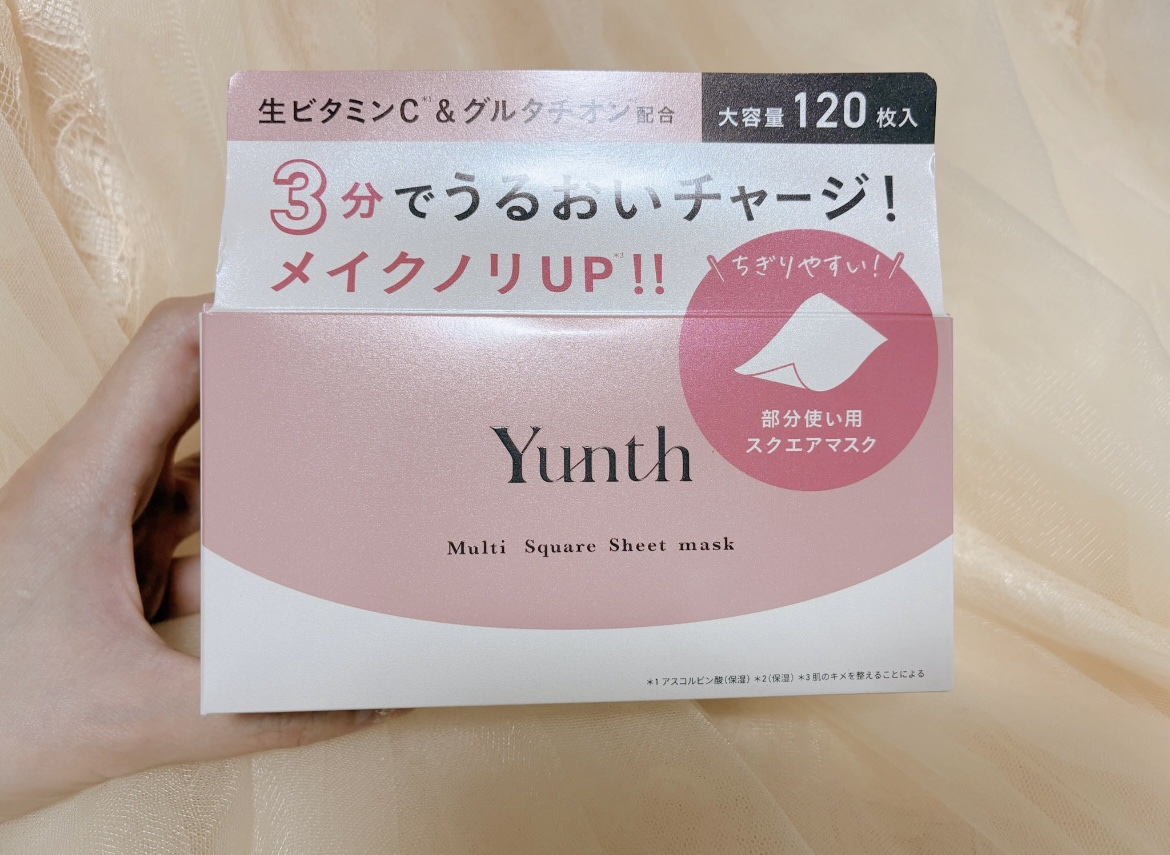 生ビタミンC*1&グルタチオン配合
大容量120枚入
3分でうるおいチャージ!
メイクノリUP*3!!
\ちぎりやすい!/
部分使い用
スクエアマスク
Yunth
Multi Square Sheet mask
*1 アスコルビン酸(保湿) *2(保湿) *3 肌のキメを整えることによる